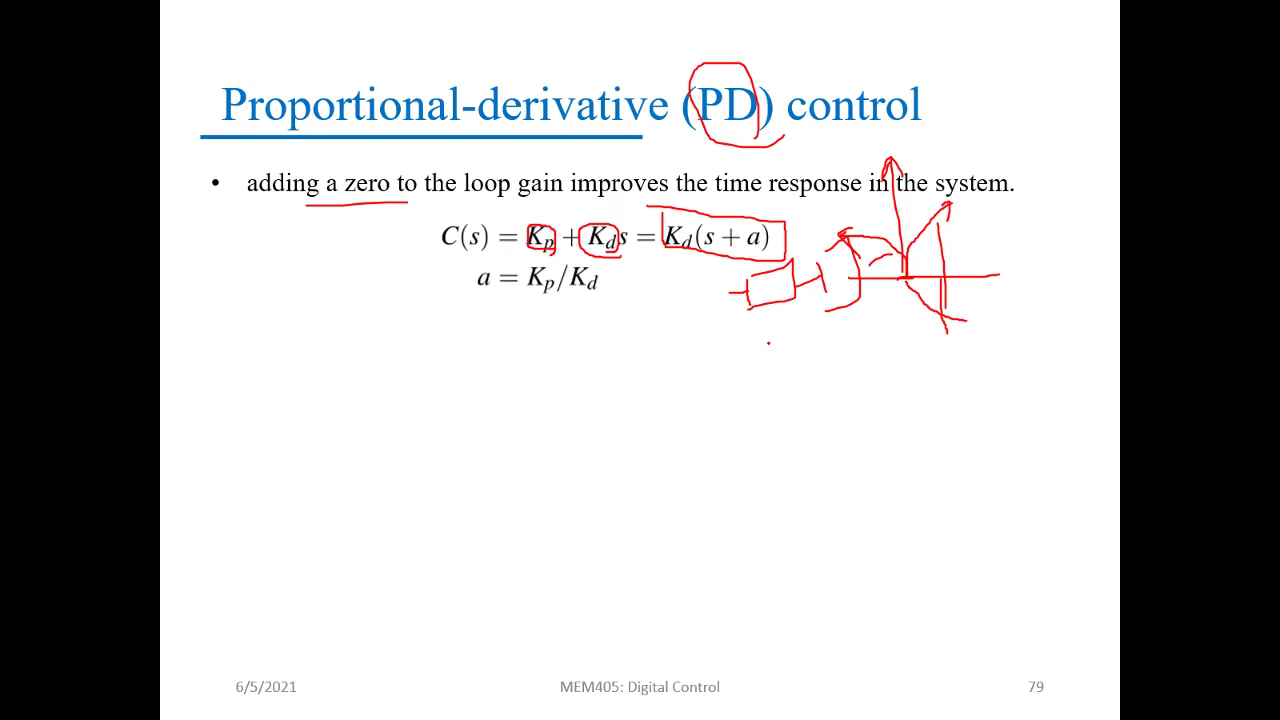 Proportional-derivative (PD) control
• adding a zero to the loop gain improves the time response in the system.
C(s) = Kp + Kds = Kd(s + a)
a = Kp/Kd
6/5/2021 MEM405: Digital Control 79